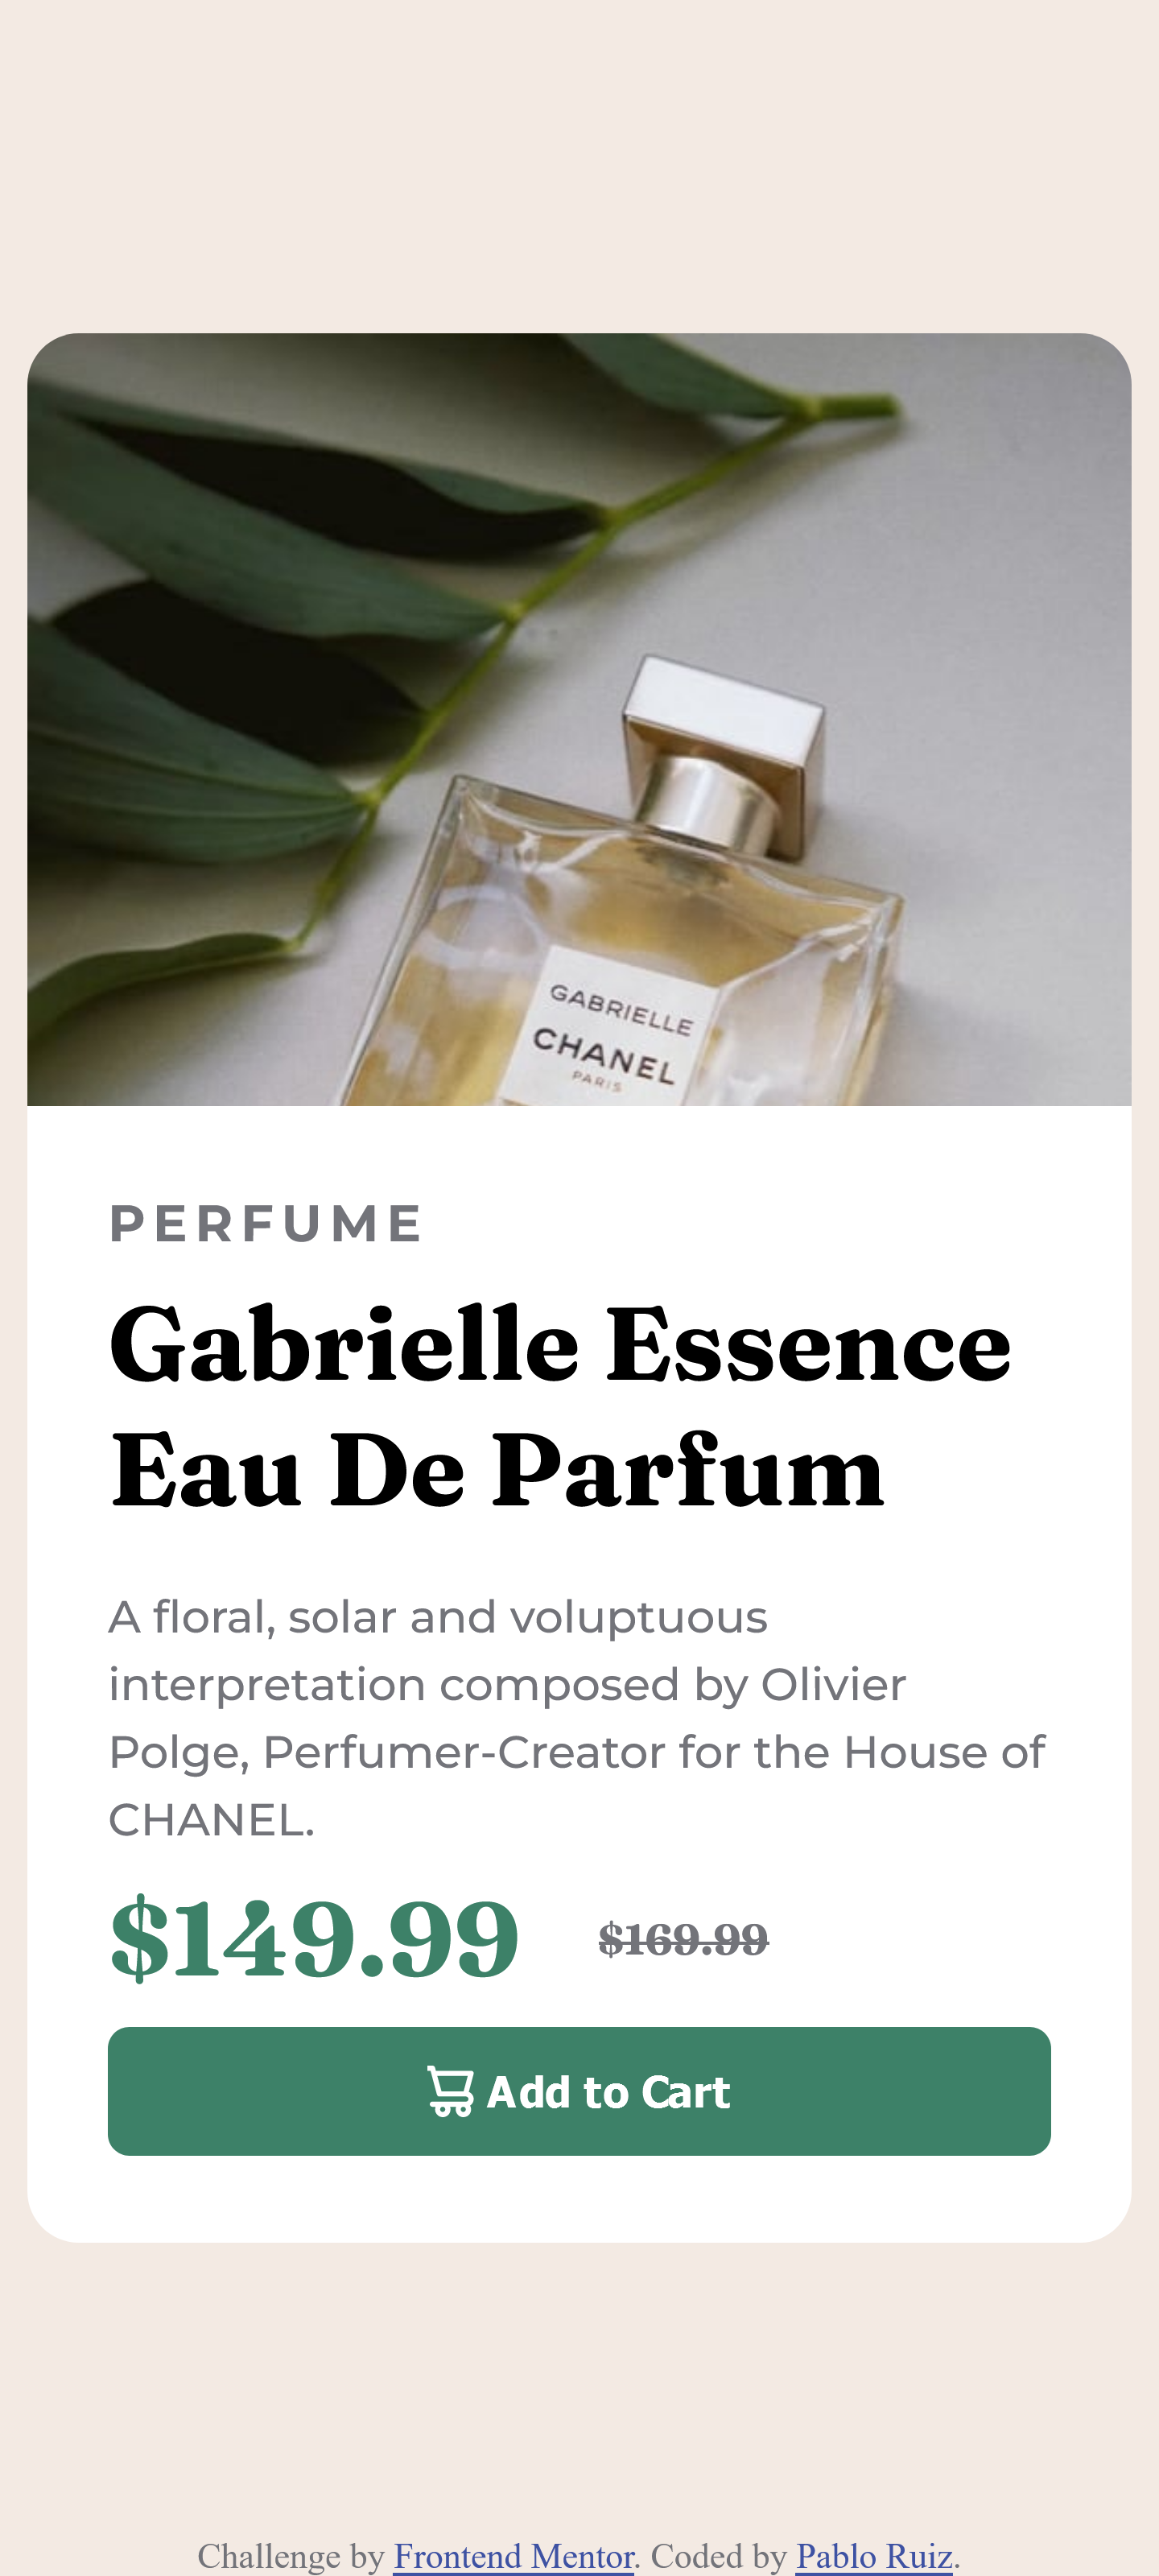 GABRIELLE
CHANEL
PARIS
PERFUME
Gabrielle Essence
Eau De Parfum
A floral, solar and voluptuous
interpretation composed by Olivier
Polge, Perfumer-Creator for the House of
CHANEL.
$149.99 $169.99
Add to Cart
Challenge by Frontend Mentor. Coded by Pablo Ruiz.